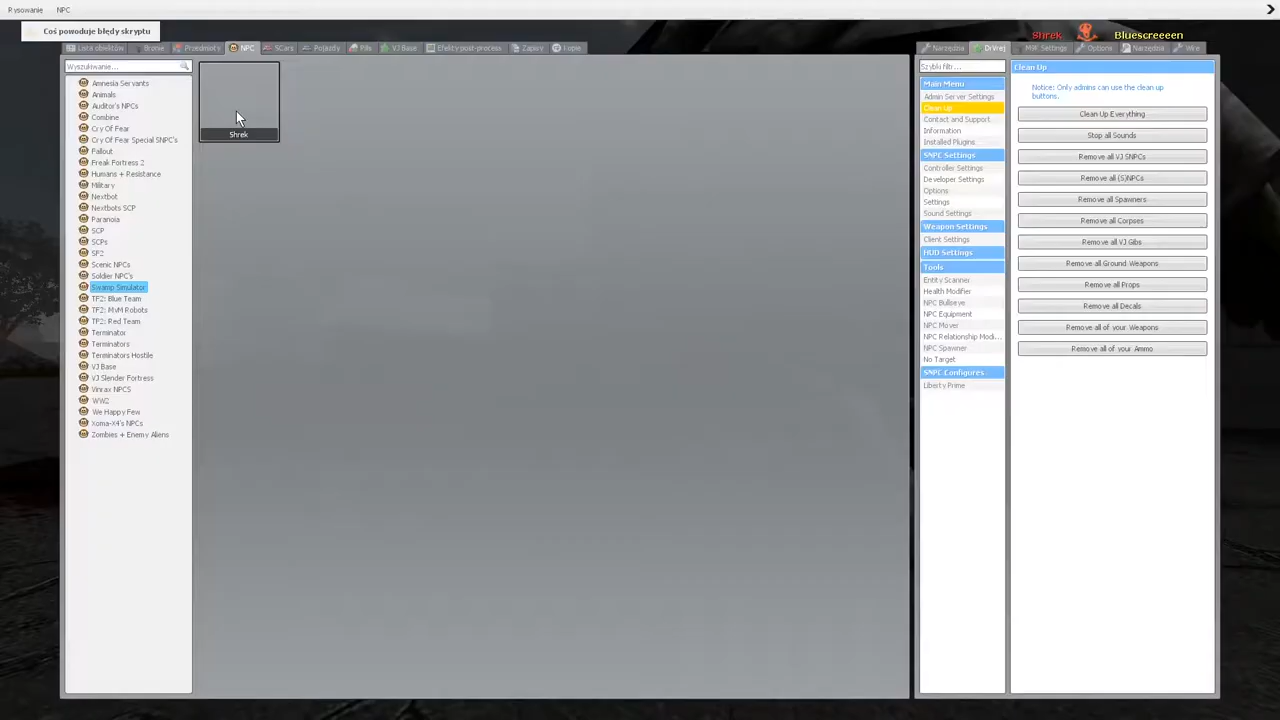 Rysowanie NPC
Coś powoduje błędy skryptu
Shrek Bluescreeeen
Lista obiektów Bronie Przedmioty NPC SCars Pojazdy Pills VJ Base Efekty post-process Zapisy Kopie
Narzędzia DrVrej MW Settings Options Narzędzia Wire
Wyszukiwanie...
Amnesia Servants
Animals
Auditor's NPCs
Combine
Cry Of Fear
Cry Of Fear Special SNPC's
Fallout
Freak Fortress 2
Humans + Resistance
Military
Nextbot
Nextbots SCP
Paranoia
SCP
SCPs
SF2
Scenic NPCs
Soldier NPC's
Swamp Simulator
TF2: Blue Team
TF2: MvM Robots
TF2: Red Team
Terminator
Terminators
Terminators Hostile
VJ Base
VJ Slender Fortress
Vinrax NPCS
WW2
We Happy Few
Xoma-X4's NPCs
Zombies + Enemy Aliens
Shrek
Szybki filtr...
Main Menu
Admin Server Settings
Clean Up
Contact and Support
Information
Installed Plugins
SNPC Settings
Controller Settings
Developer Settings
Options
Settings
Sound Settings
Weapon Settings
Client Settings
HUD Settings
Tools
Entity Scanner
Health Modifier
NPC Bullseye
NPC Equipment
NPC Mover
NPC Relationship Modi...
NPC Spawner
No Target
SNPC Configures
Liberty Prime
Clean Up
Notice: Only admins can use the clean up
buttons.
Clean Up Everything
Stop all Sounds
Remove all VJ SNPCs
Remove all (S)NPCs
Remove all Spawners
Remove all Corpses
Remove all VJ Gibs
Remove all Ground Weapons
Remove all Props
Remove all Decals
Remove all of your Weapons
Remove all of your Ammo